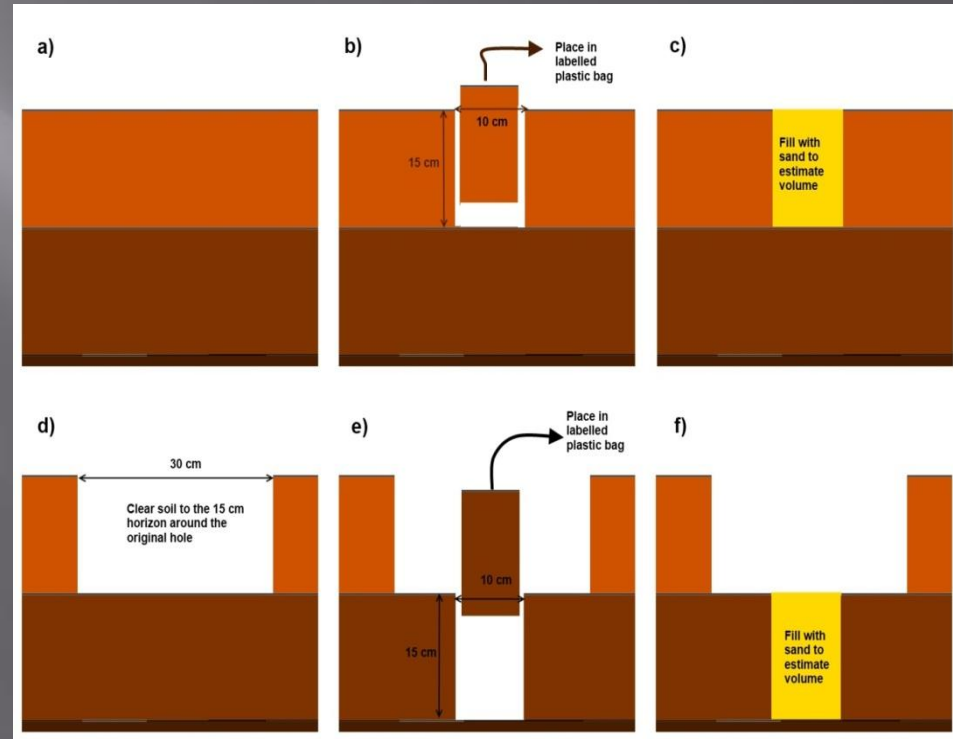 a)
b)
Place in
labelled
plastic bag
10 cm
15 cm
c)
Fill with
sand to
estimate
volume
d)
30 cm
Clear soil to the 15 cm
horizon around the
original hole
e)
Place in
labelled
plastic bag
10 cm
15 cm
f)
Fill with
sand to
estimate
volume